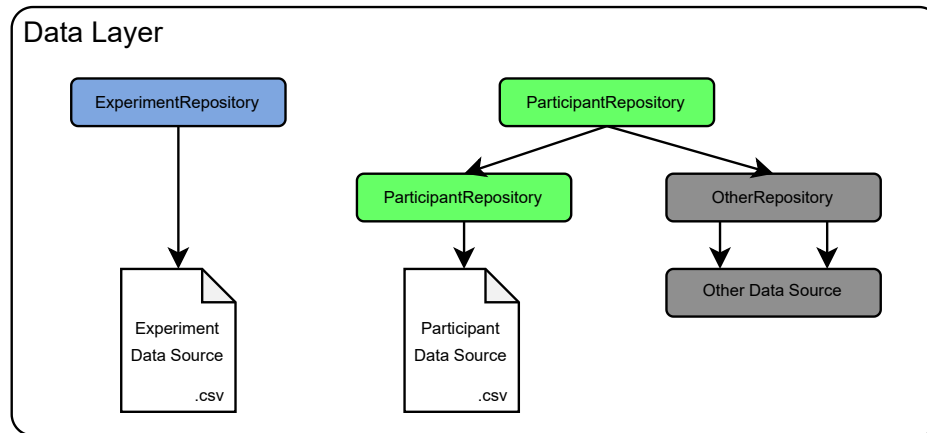 Data Layer
ExperimentRepository
ParticipantRepository
ParticipantRepository
OtherRepository
Other Data Source
Experiment
Data Source
.csv
Participant
Data Source
.csv